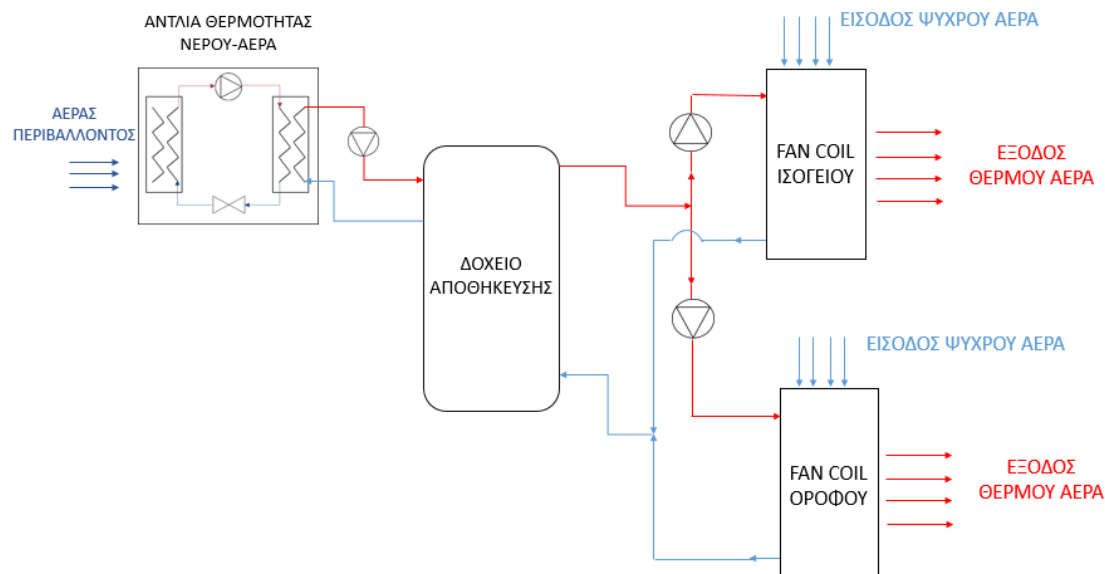 ΑΝΤΛΙΑ ΘΕΡΜΟΤΗΤΑΣ
ΝΕΡΟΥ-ΑΕΡΑ
ΑΕΡΑΣ
ΠΕΡΙΒΑΛΛΟΝΤΟΣ
ΔΟΧΕΙΟ
ΑΠΟΘΗΚΕΥΣΗΣ
ΕΙΣΟΔΟΣ ΨΥΧΡΟΥ ΑΕΡΑ
FAN COIL
ΙΣΟΓΕΙΟΥ
ΕΞΟΔΟΣ
ΘΕΡΜΟΥ ΑΕΡΑ
ΕΙΣΟΔΟΣ ΨΥΧΡΟΥ ΑΕΡΑ
FAN COIL
ΟΡΟΦΟΥ
ΕΞΟΔΟΣ
ΘΕΡΜΟΥ ΑΕΡΑ